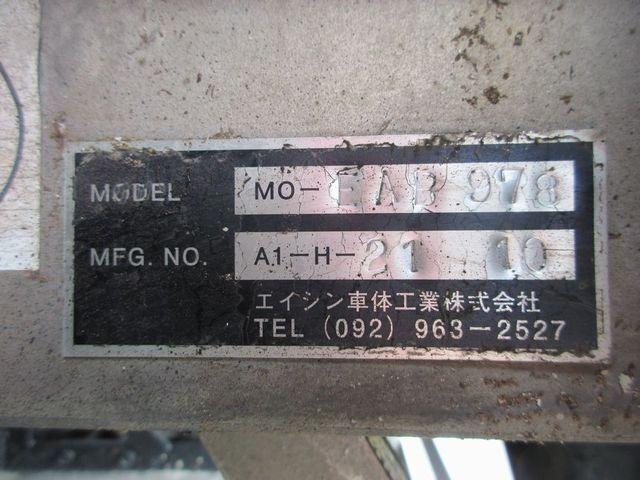 MODEL MO-EAB 978
MFG. NO. A1-H-21 10
エイシン車体工業株式会社
TEL (092) 963-2527